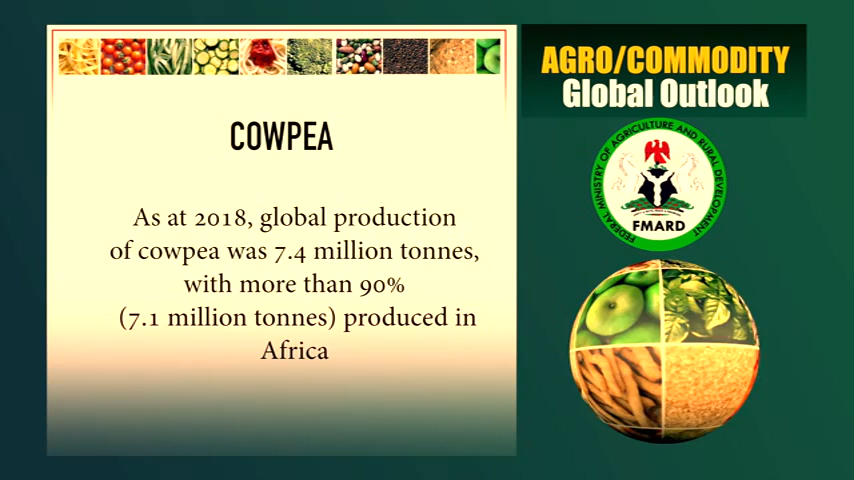 AGRO/COMMODITY
Global Outlook
COWPEA
As at 2018, global production
of cowpea was 7.4 million tonnes,
with more than 90%
(7.1 million tonnes) produced in
Africa
FEDERAL MINISTRY OF AGRICULTURE AND RURAL DEVELOPMENT
FMARD